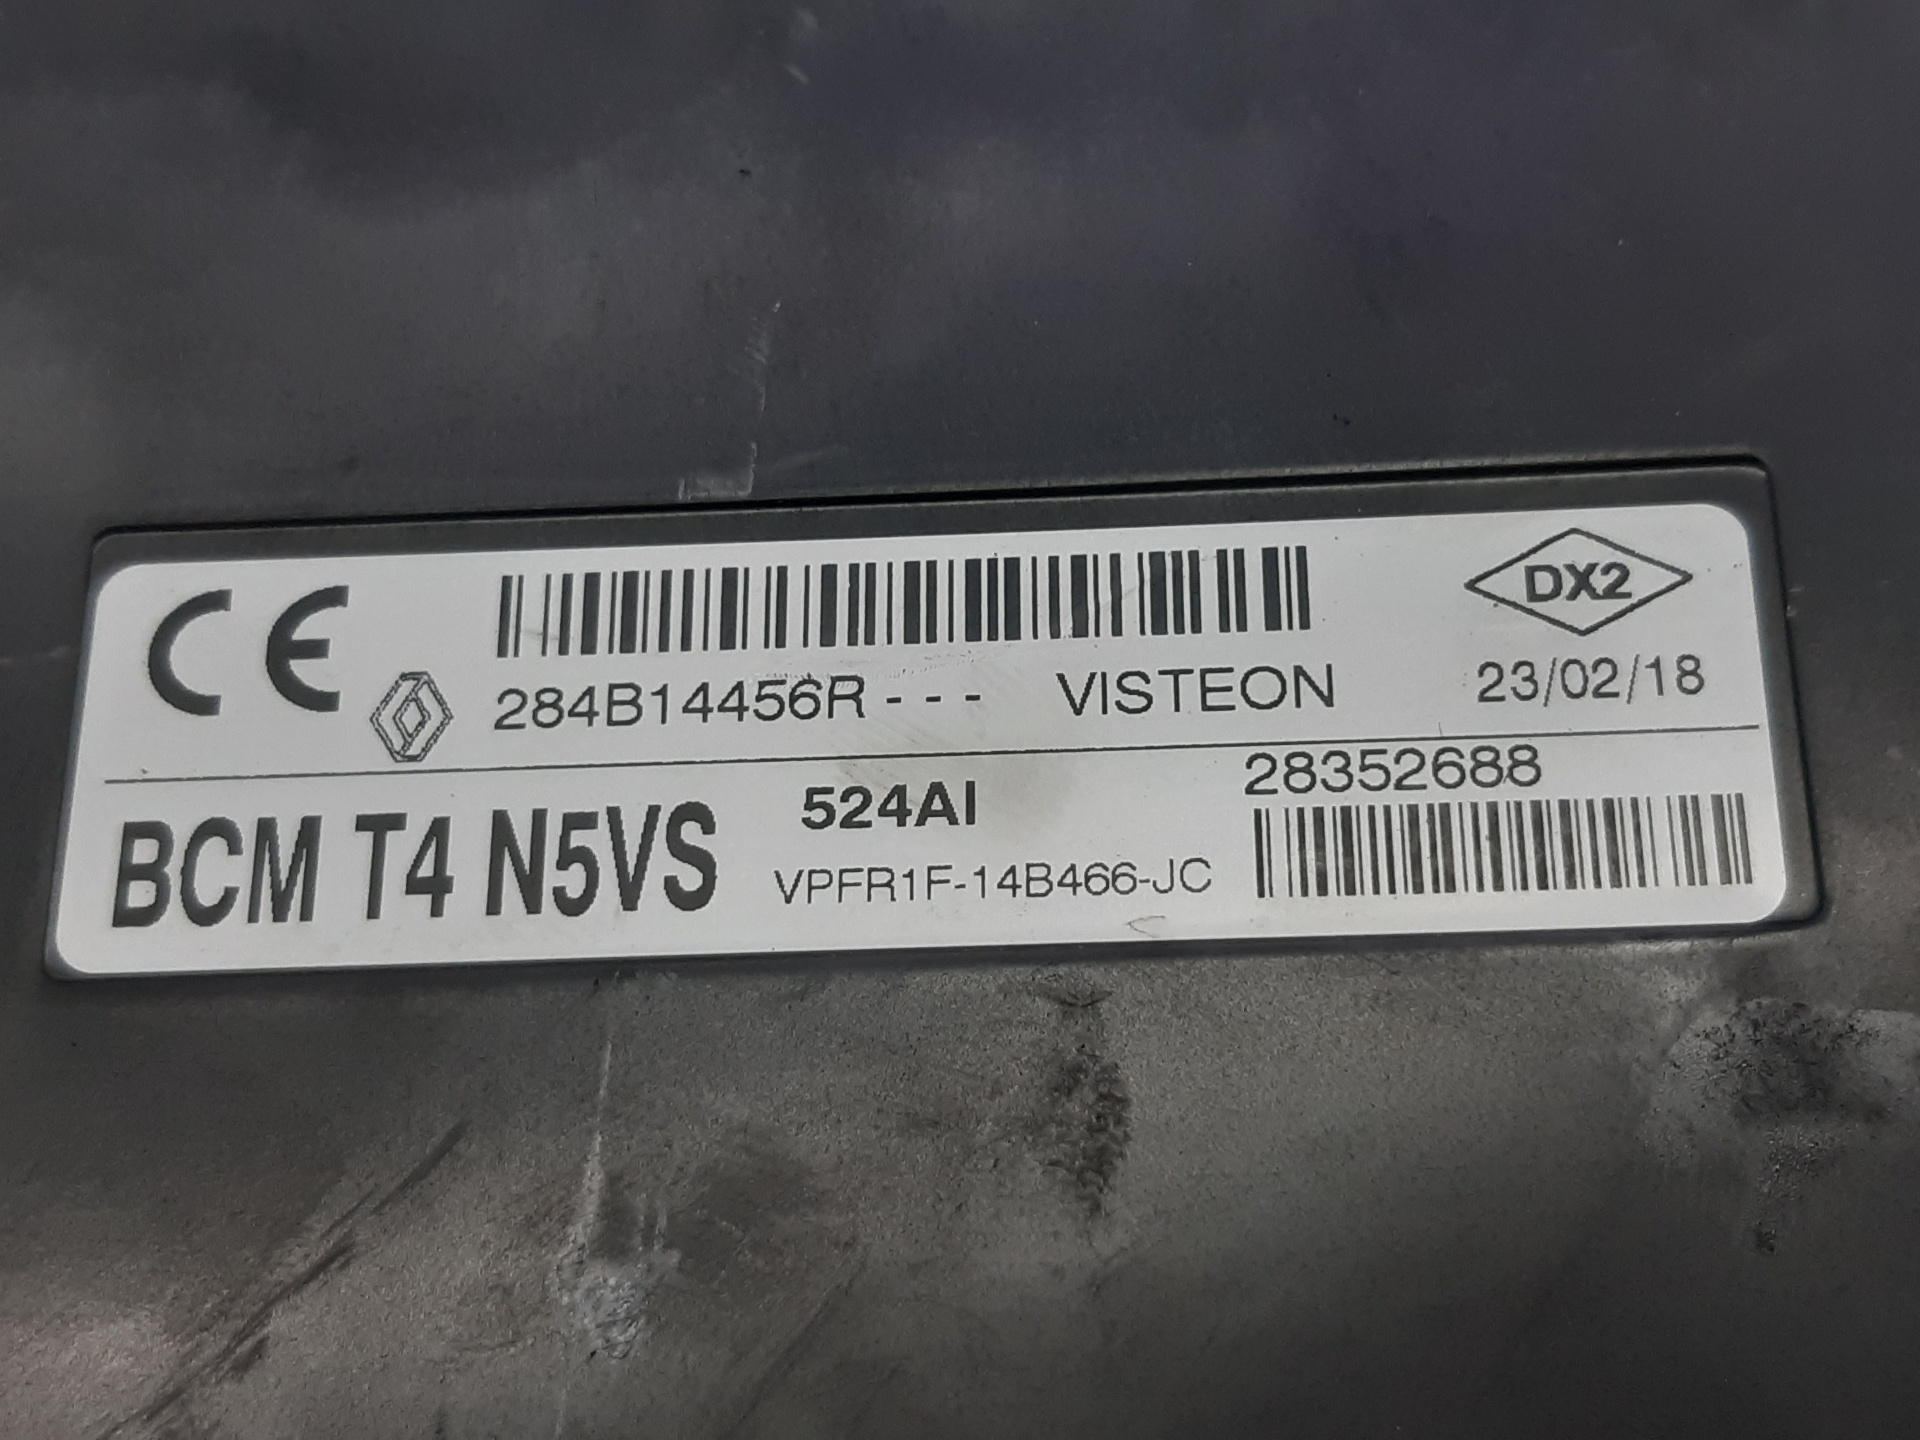 CE 284B14456R - - - VISTEON
DX2
23/02/18
BCM T4 N5VS
524AI
VPFR1F-14B466-JC
28352688